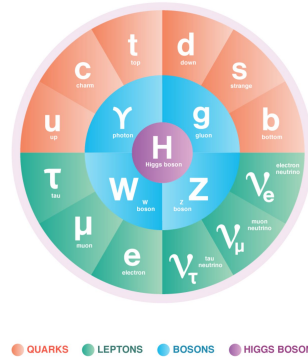 t
top
d
down
c
charm
s
strange
u
up
b
bottom
γ
photon
g
gluon
H
Higgs boson
W
W
boson
Z
Z
boson
τ
tau
νe
electron
neutrino
μ
muon
νμ
muon
neutrino
e
electron
ντ
tau
neutrino
QUARKS
LEPTONS
BOSONS
HIGGS BOSON